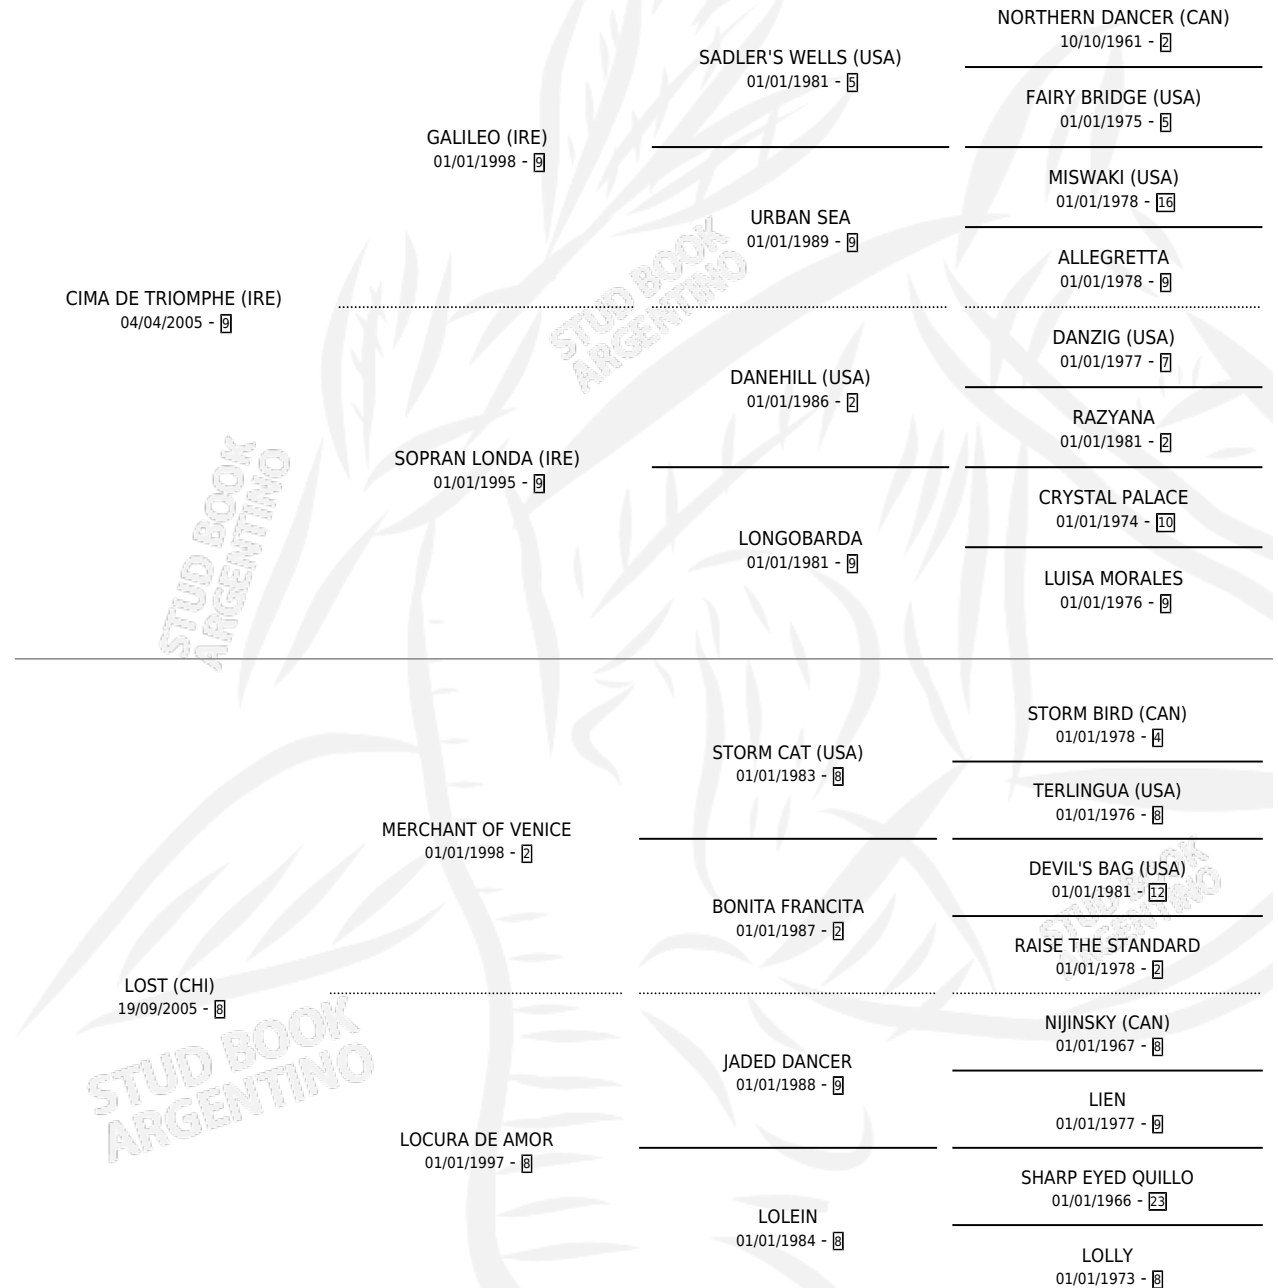 NORTHERN DANCER (CAN)
10/10/1961 - 2
SADLER'S WELLS (USA)
01/01/1981 - 5
FAIRY BRIDGE (USA)
01/01/1975 - 5
GALILEO (IRE)
01/01/1998 - 9
MISWAKI (USA)
01/01/1978 - 16
URBAN SEA
01/01/1989 - 9
ALLEGRETTA
01/01/1978 - 9
CIMA DE TRIOMPHE (IRE)
04/04/2005 - 9
DANZIG (USA)
01/01/1977 - 7
DANEHILL (USA)
01/01/1986 - 2
RAZYANA
01/01/1981 - 2
SOPRAN LONDA (IRE)
01/01/1995 - 9
CRYSTAL PALACE
01/01/1974 - 10
LONGOBARDA
01/01/1981 - 9
LUISA MORALES
01/01/1976 - 9
STORM BIRD (CAN)
01/01/1978 - 4
STORM CAT (USA)
01/01/1983 - 8
TERLINGUA (USA)
01/01/1976 - 8
MERCHANT OF VENICE
01/01/1998 - 2
DEVIL'S BAG (USA)
01/01/1981 - 12
BONITA FRANCITA
01/01/1987 - 2
RAISE THE STANDARD
01/01/1978 - 2
LOST (CHI)
19/09/2005 - 8
NIJINSKY (CAN)
01/01/1967 - 8
JADED DANCER
01/01/1988 - 9
LIEN
01/01/1977 - 9
LOCURA DE AMOR
01/01/1997 - 8
SHARP EYED QUILLO
01/01/1966 - 23
LOLEIN
01/01/1984 - 8
LOLLY
01/01/1973 - 8
STUD BOOK
ARGENTINO
STUD BOOK
ARGENTINO
STUD BOOK
ARGENTINO
STUD BOOK
ARGENTINO